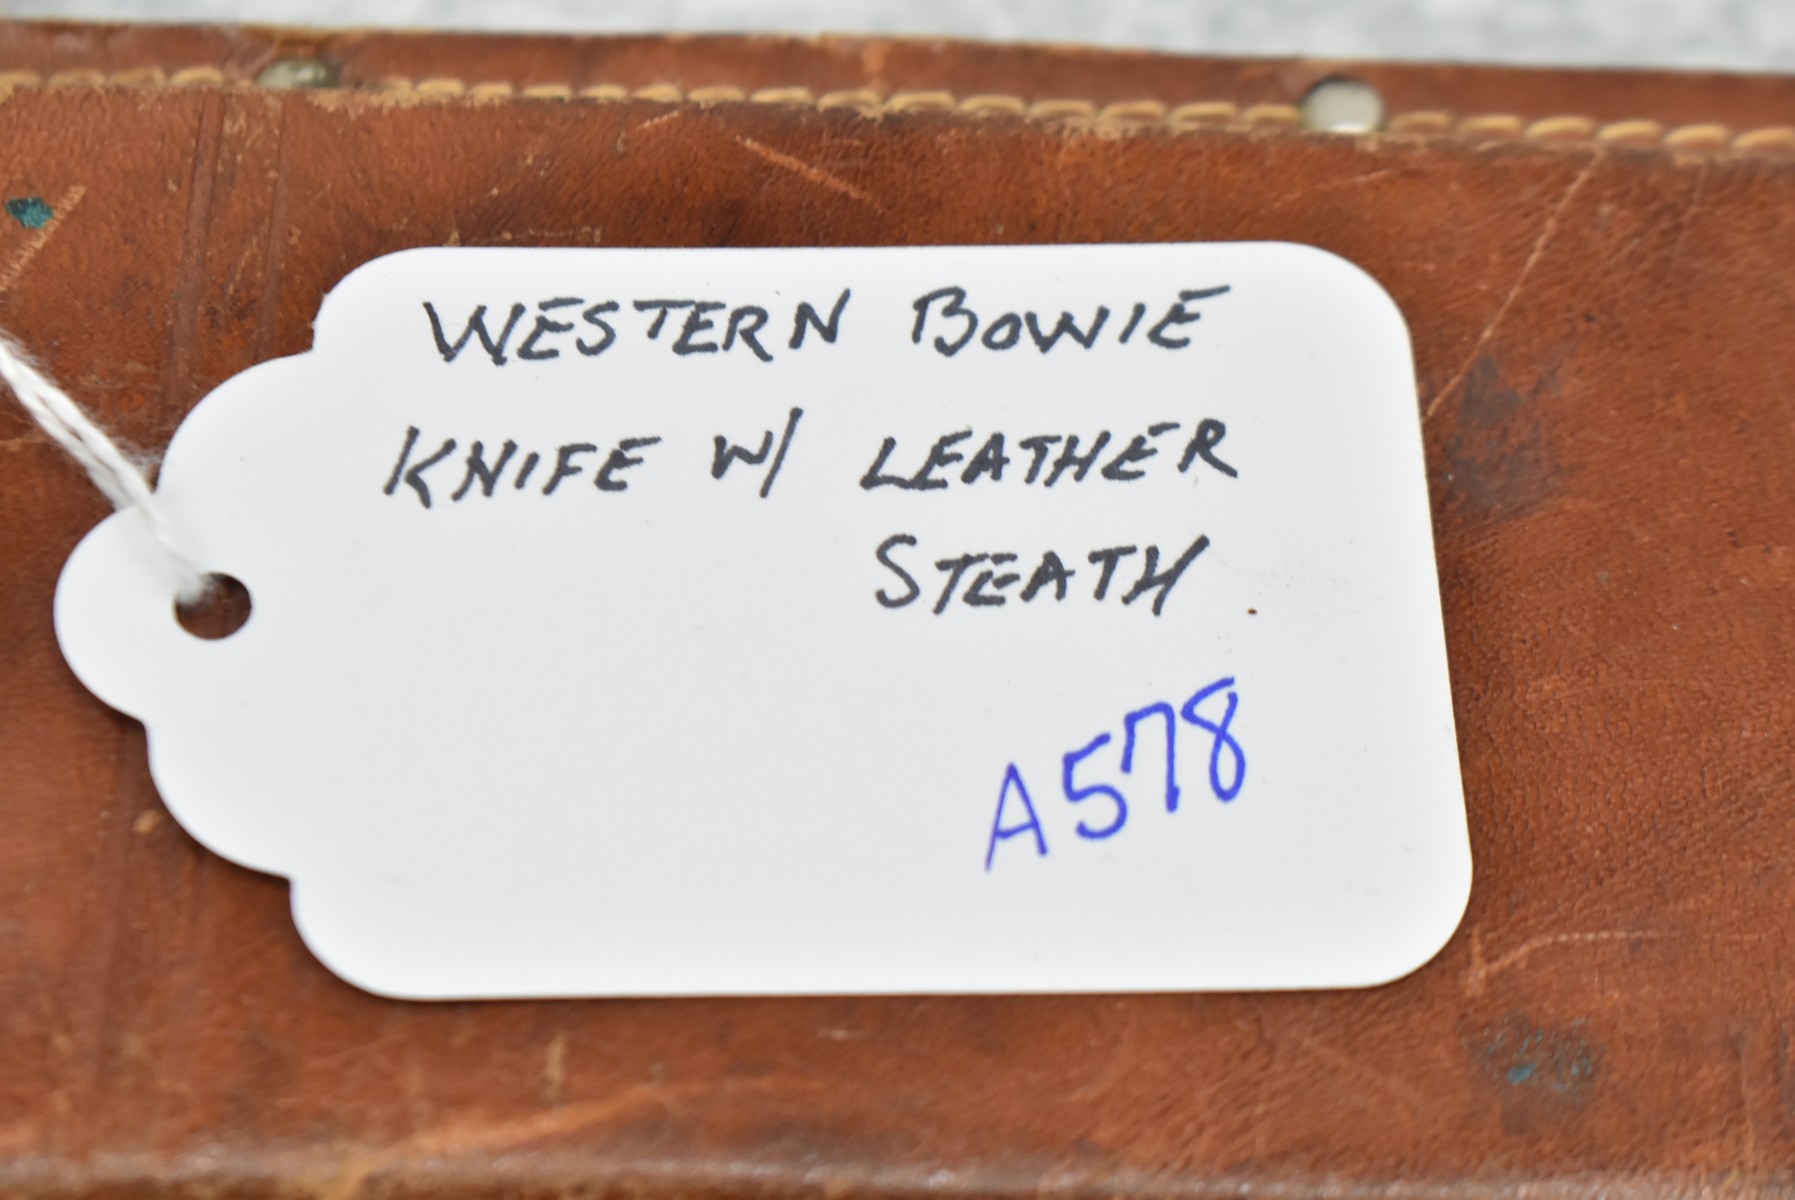 WESTERN BOWIE
KNIFE W/ LEATHER
STEATH
A578